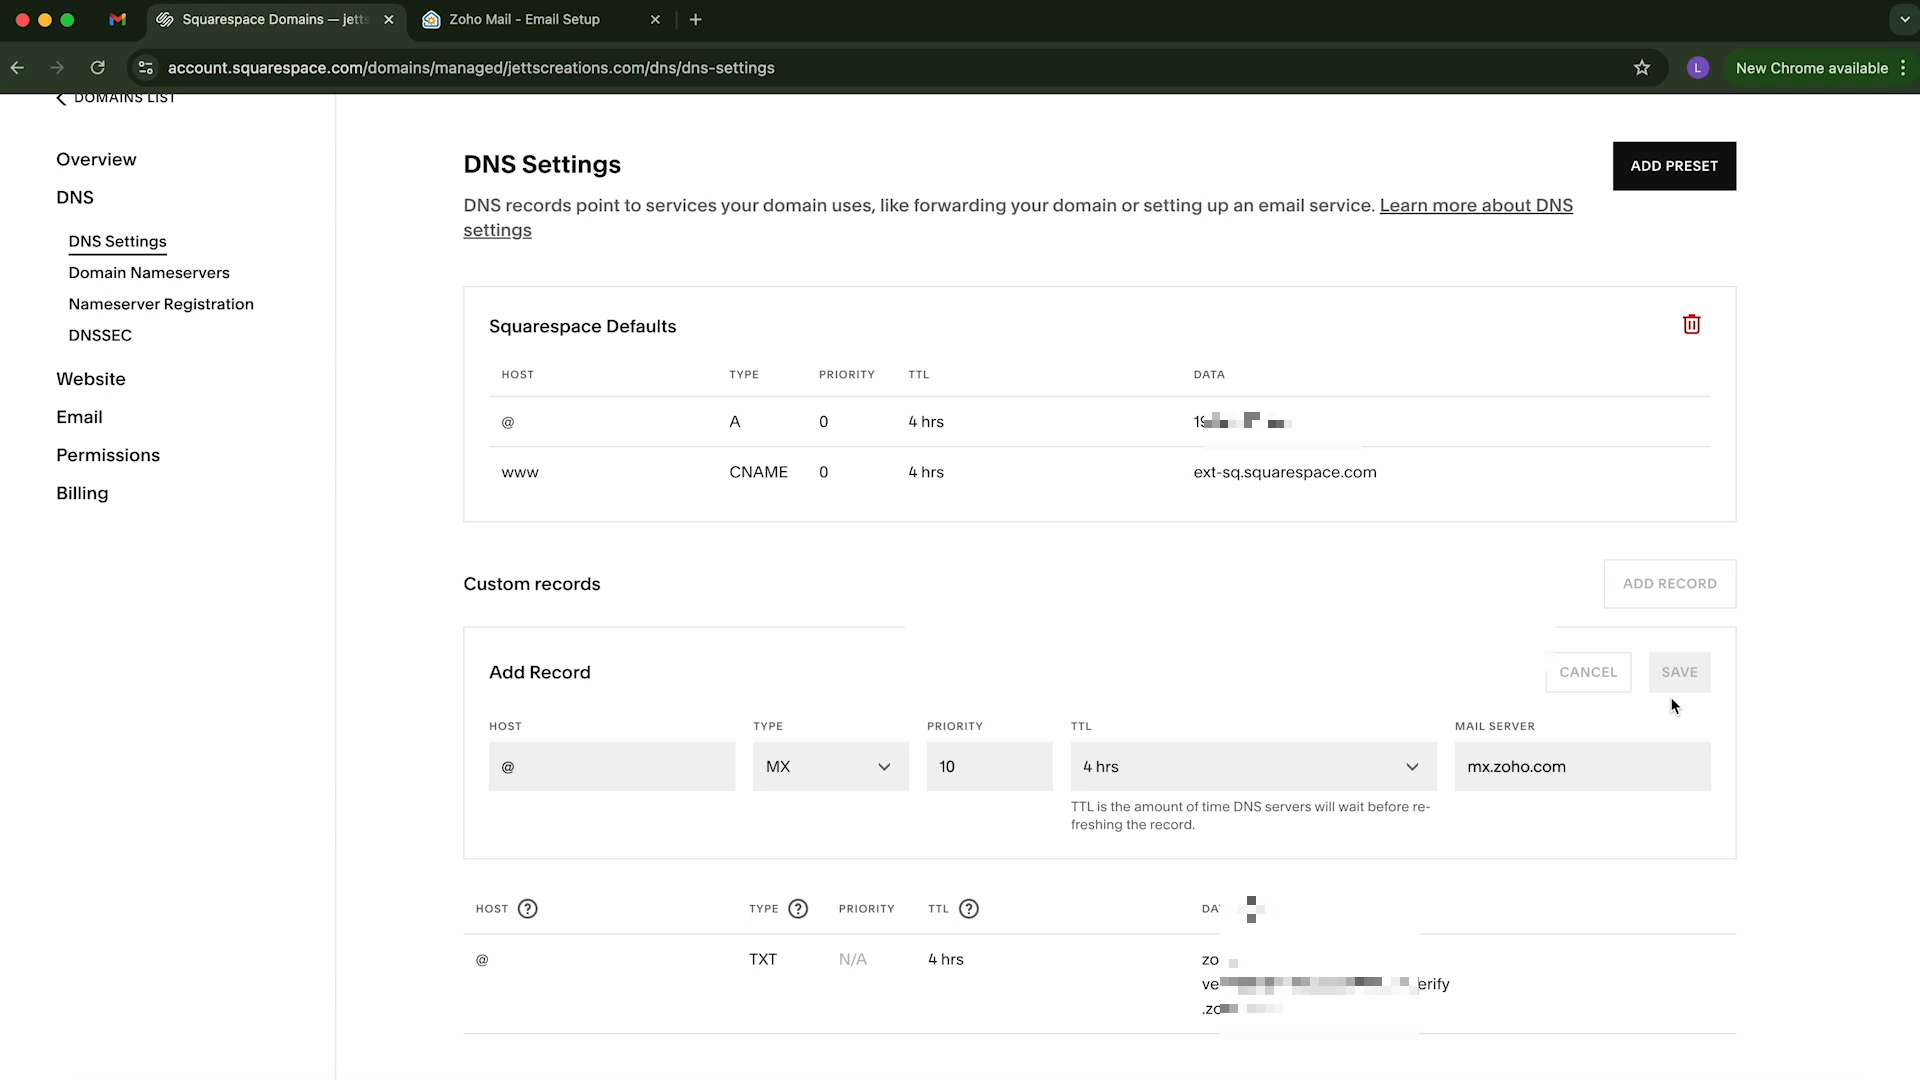 Squarespace Domains — jetts
Zoho Mail - Email Setup
account.squarespace.com/domains/managed/jettscreations.com/dns/dns-settings
L
New Chrome available
DOMAINS LIST
Overview
DNS
DNS Settings
Domain Nameservers
Nameserver Registration
DNSSEC
Website
Email
Permissions
Billing
DNS Settings
ADD PRESET
DNS records point to services your domain uses, like forwarding your domain or setting up an email service. Learn more about DNS
settings
Squarespace Defaults
HOST TYPE PRIORITY TTL DATA
@ A 0 4 hrs
www CNAME 0 4 hrs ext-sq.squarespace.com
Custom records
ADD RECORD
Add Record
CANCEL
SAVE
HOST TYPE PRIORITY TTL MAIL SERVER
@ MX 10 4 hrs mx.zoho.com
TTL is the amount of time DNS servers will wait before re-
freshing the record.
HOST ? TYPE ? PRIORITY TTL ?
@ TXT N/A 4 hrs